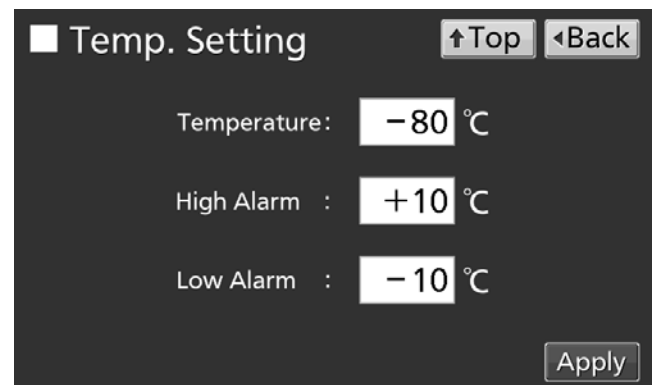 Temp. Setting ↑Top ◂Back
Temperature: −80 ℃
High Alarm : +10 ℃
Low Alarm : −10 ℃
Apply